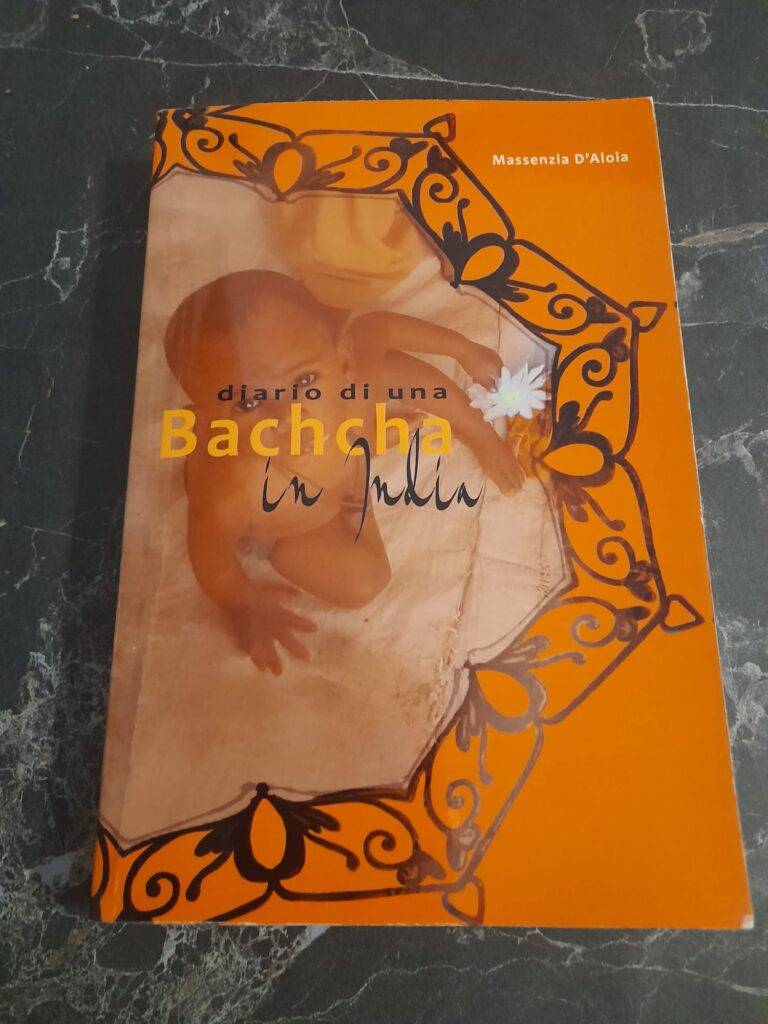 Massenzia D'Aloia
diario di una
Bachcha
in India